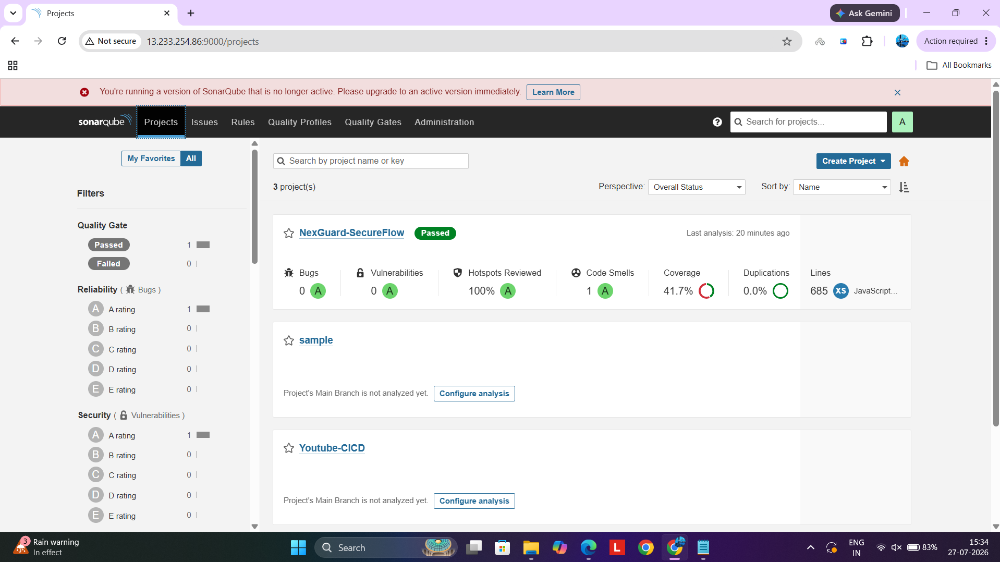 Projects
Ask Gemini
Not secure
13.233.254.86:9000/projects
Action required
All Bookmarks
You're running a version of SonarQube that is no longer active. Please upgrade to an active version immediately.
Learn More
sonarqube
Projects
Issues
Rules
Quality Profiles
Quality Gates
Administration
Search for projects...
A
My Favorites
All
Filters
Quality Gate
Passed 1
Failed 0
Reliability ( Bugs )
A A rating 1
B B rating 0
C C rating 0
D D rating 0
E E rating 0
Security ( Vulnerabilities )
A A rating 1
B B rating 0
C C rating 0
D D rating 0
E E rating 0
Search by project name or key
Create Project
3 project(s)
Perspective: Overall Status
Sort by: Name
NexGuard-SecureFlow
Passed
Last analysis: 20 minutes ago
Bugs
0 A
Vulnerabilities
0 A
Hotspots Reviewed
100% A
Code Smells
1 A
Coverage
41.7%
Duplications
0.0%
Lines
685 XS JavaScript...
sample
Project's Main Branch is not analyzed yet.
Configure analysis
Youtube-CICD
Project's Main Branch is not analyzed yet.
Configure analysis
3
Rain warning
In effect
Search
L
ENG
IN
83%
15:34
27-07-2026